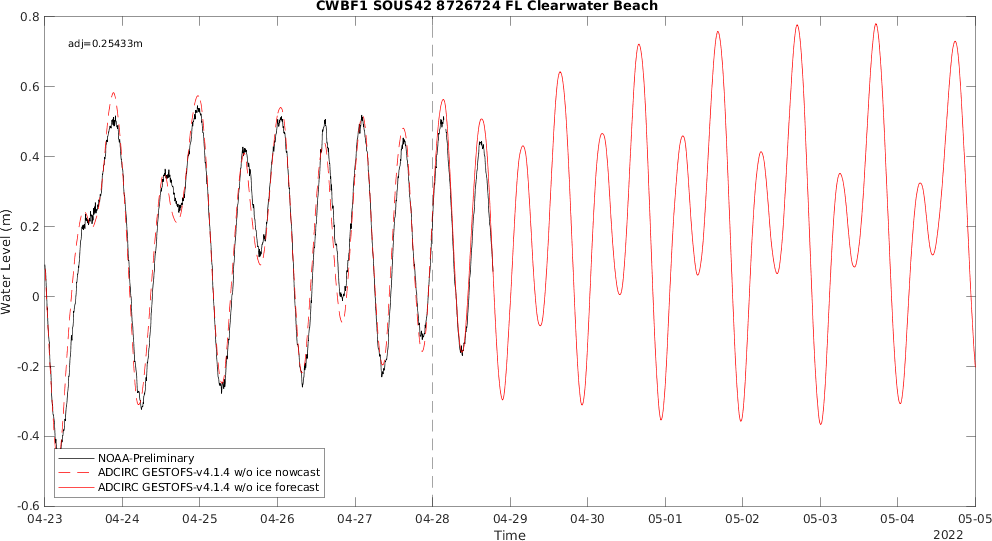 CWBF1 SOUS42 8726724 FL Clearwater Beach
adj=0.25433m
0.8
0.6
0.4
0.2
0
-0.2
-0.4
-0.6
Water Level (m)
NOAA-Preliminary
ADCIRC GESTOFS-v4.1.4 w/o ice nowcast
ADCIRC GESTOFS-v4.1.4 w/o ice forecast
04-23 04-24 04-25 04-26 04-27 04-28 04-29 04-30 05-01 05-02 05-03 05-04 05-05
Time
2022